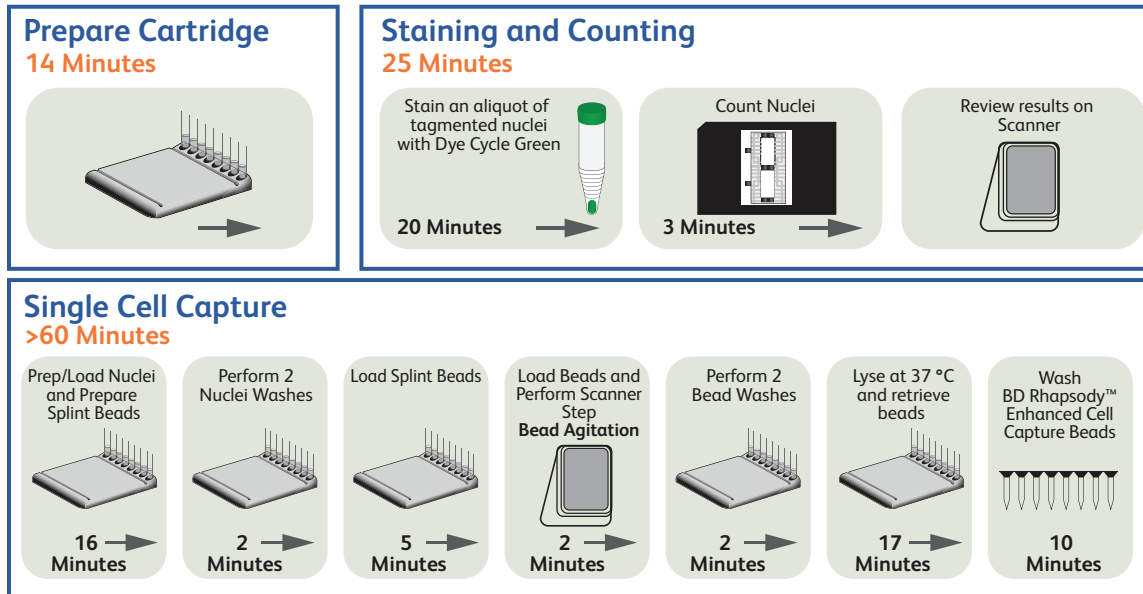 Prepare Cartridge
14 Minutes
Staining and Counting
25 Minutes
Stain an aliquot of
tagmented nuclei
with Dye Cycle Green
20 Minutes
Count Nuclei
3 Minutes
Review results on
Scanner
Single Cell Capture
>60 Minutes
Prep/Load Nuclei
and Prepare
Splint Beads
16
Minutes
Perform 2
Nuclei Washes
2
Minutes
Load Splint Beads
5
Minutes
Load Beads and
Perform Scanner
Step
Bead Agitation
2
Minutes
Perform 2
Bead Washes
2
Minutes
Lyse at 37 °C
and retrieve
beads
17
Minutes
Wash
BD Rhapsody™
Enhanced Cell
Capture Beads
10
Minutes